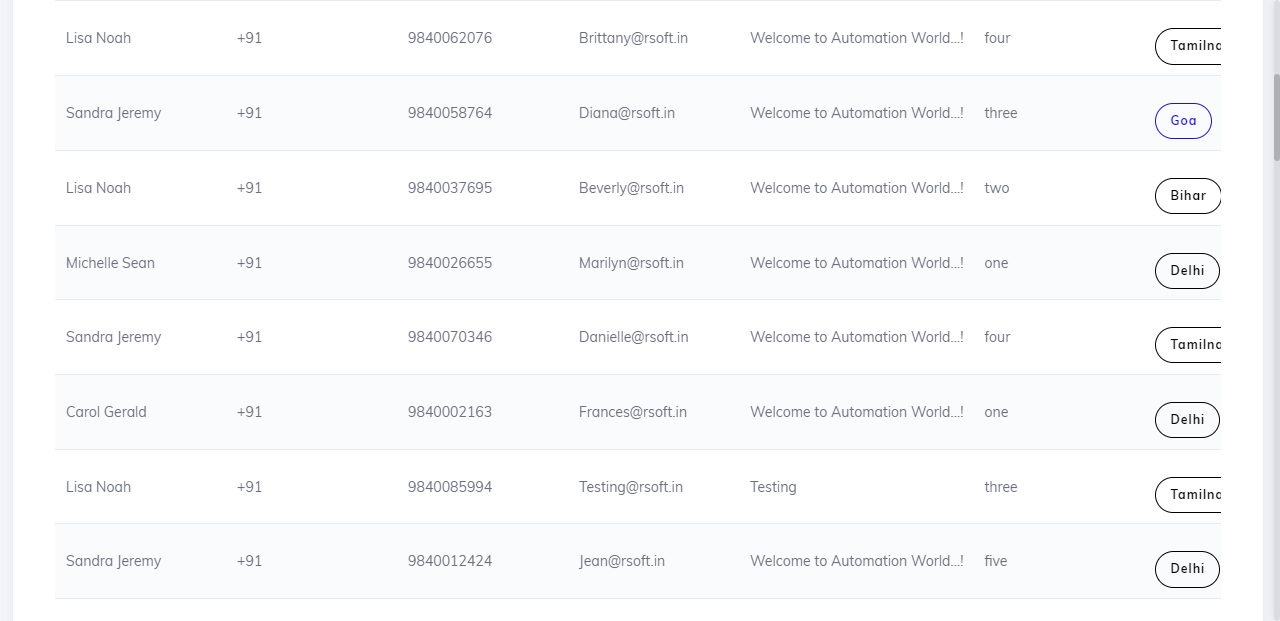 Lisa Noah +91 9840062076 Brittany@rsoft.in Welcome to Automation World...! four Tamilna
Sandra Jeremy +91 9840058764 Diana@rsoft.in Welcome to Automation World...! three Goa
Lisa Noah +91 9840037695 Beverly@rsoft.in Welcome to Automation World...! two Bihar
Michelle Sean +91 9840026655 Marilyn@rsoft.in Welcome to Automation World...! one Delhi
Sandra Jeremy +91 9840070346 Danielle@rsoft.in Welcome to Automation World...! four Tamilna
Carol Gerald +91 9840002163 Frances@rsoft.in Welcome to Automation World...! one Delhi
Lisa Noah +91 9840085994 Testing@rsoft.in Testing three Tamilna
Sandra Jeremy +91 9840012424 Jean@rsoft.in Welcome to Automation World...! five Delhi